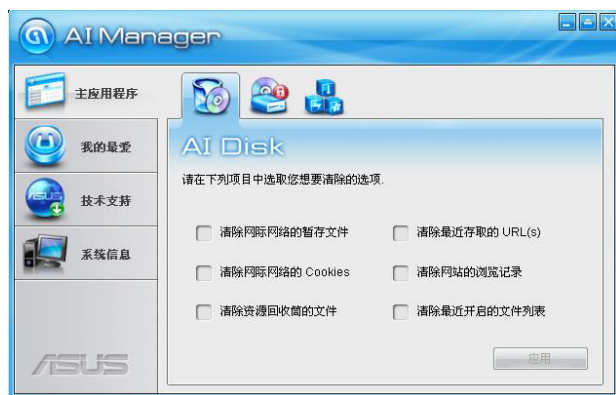 AI Manager
主应用程序
我的最爱
技术支持
系统信息
ASUS
AI Disk
请在下列项目中选取您想要清除的选项.
清除网际网络的暂存文件
清除最近存取的 URL(s)
清除网际网络的 Cookies
清除网站的浏览记录
清除资源回收筒的文件
清除最近开启的文件列表
应用
ASUS